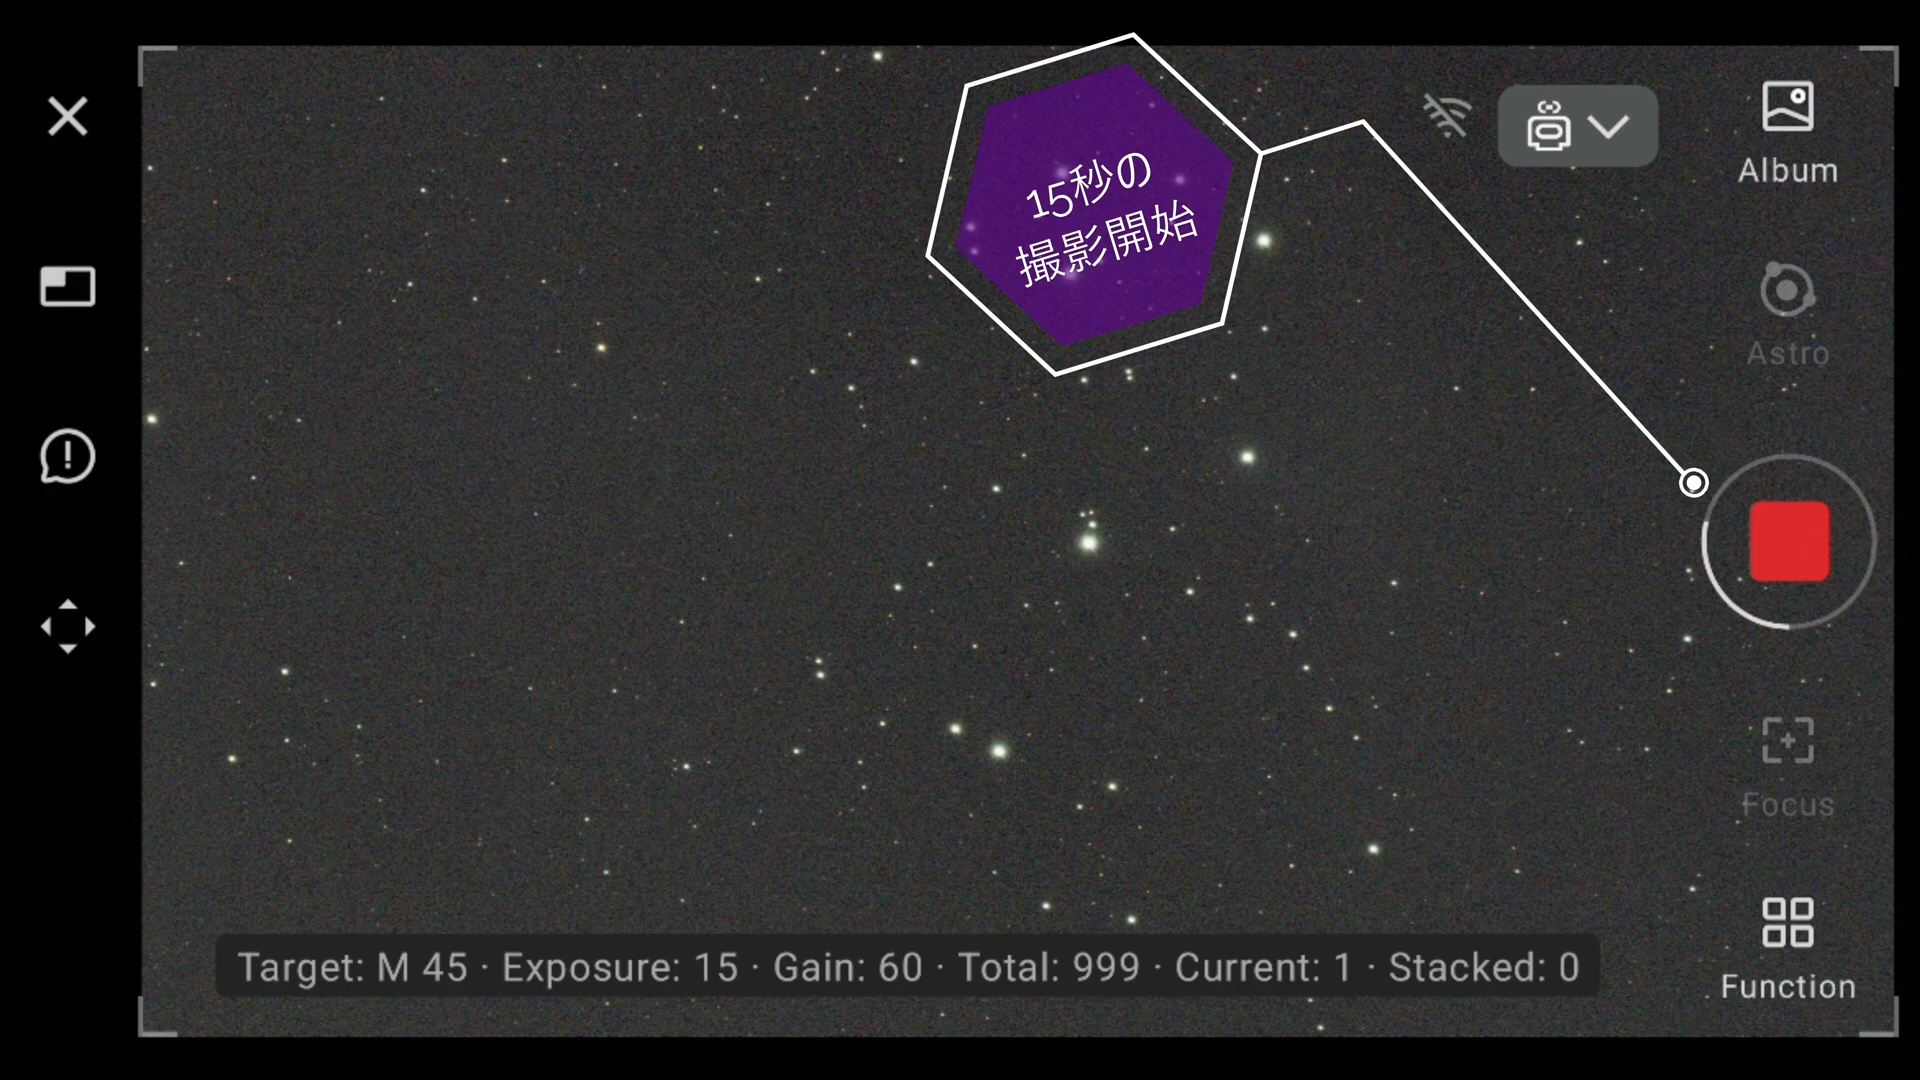 15秒の
撮影開始
Album
Astro
Focus
Target: M 45 · Exposure: 15 · Gain: 60 · Total: 999 · Current: 1 · Stacked: 0
Function